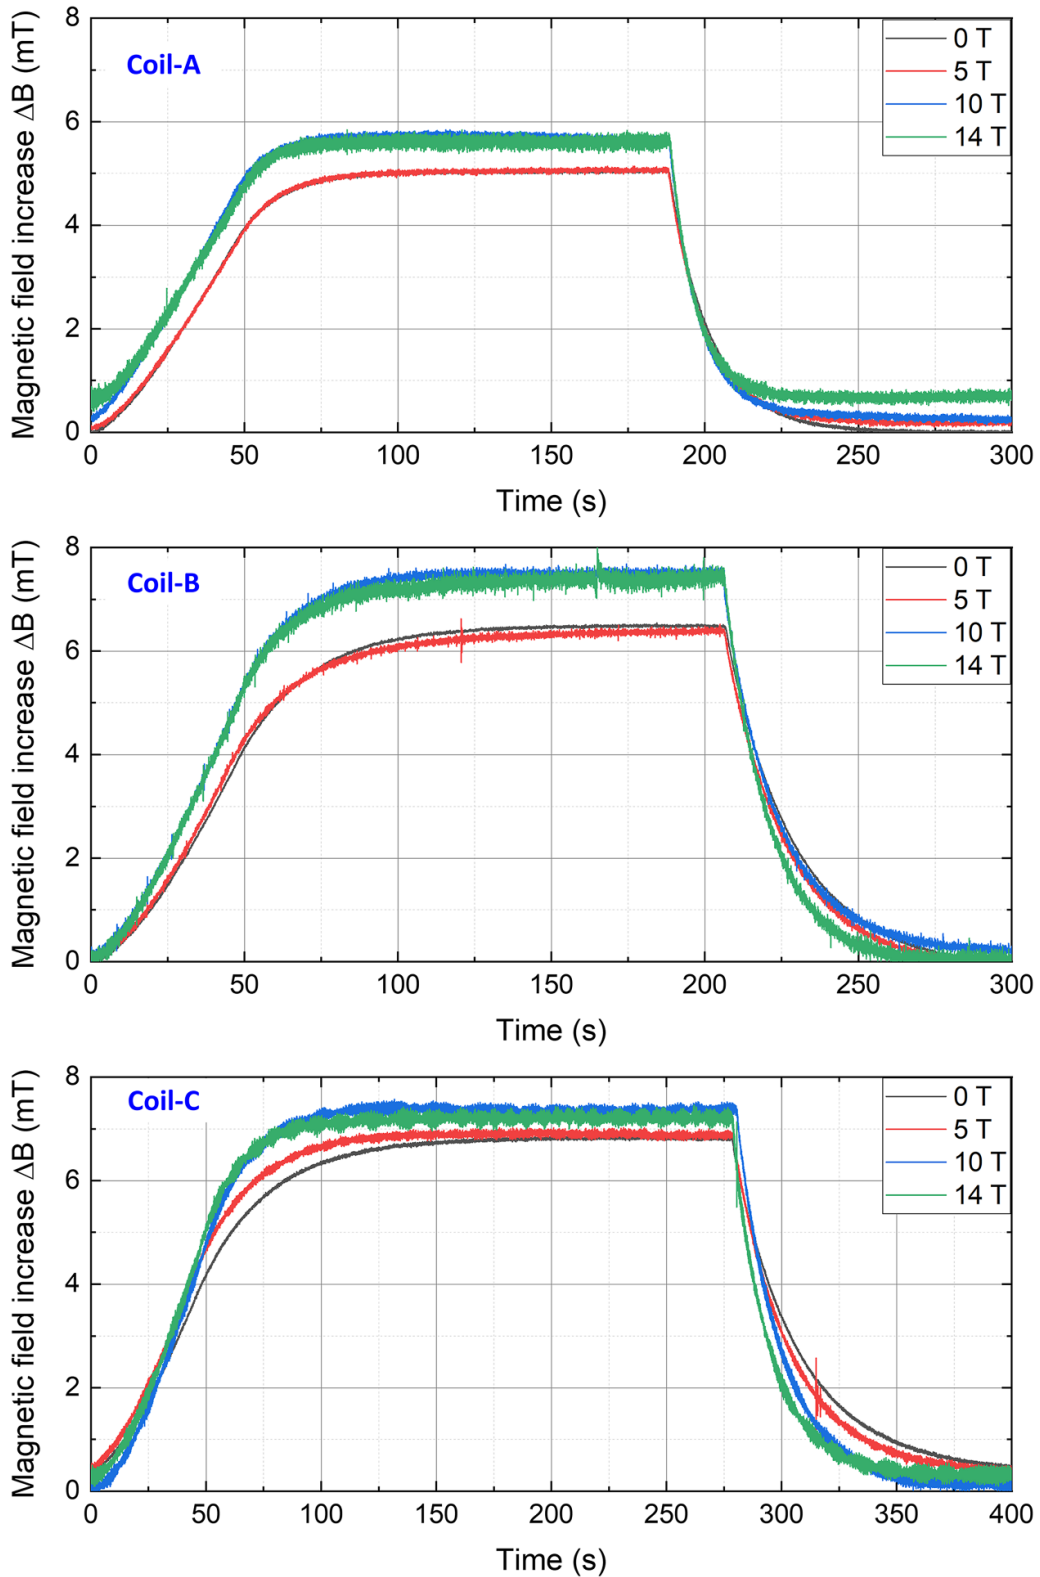 Magnetic field increase ΔB (mT)
8
6
4
2
0
Coil-A
0 T
5 T
10 T
14 T
0 50 100 150 200 250 300
Time (s)
Magnetic field increase ΔB (mT)
8
6
4
2
0
Coil-B
0 T
5 T
10 T
14 T
0 50 100 150 200 250 300
Time (s)
Magnetic field increase ΔB (mT)
8
6
4
2
0
Coil-C
0 T
5 T
10 T
14 T
0 50 100 150 200 250 300 350 400
Time (s)